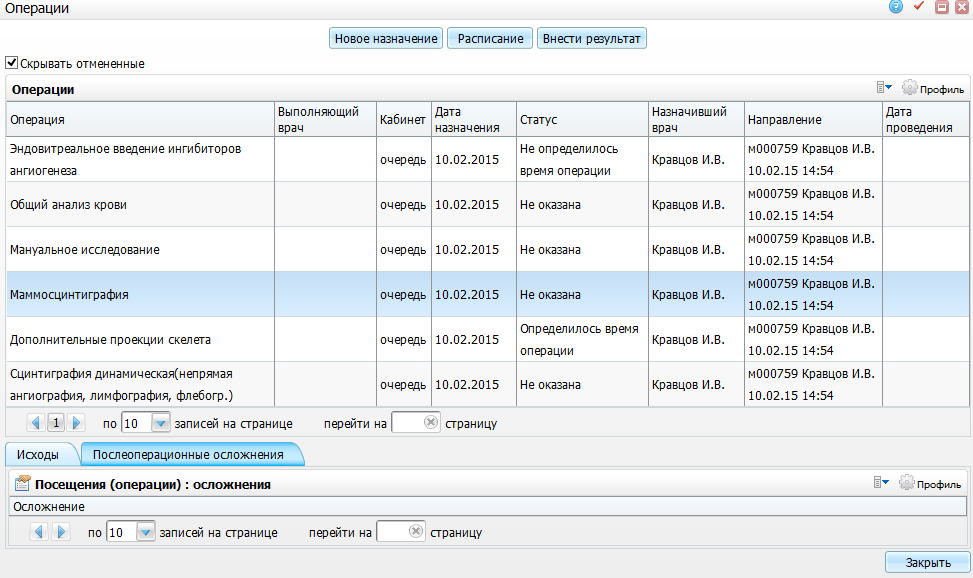 Операции
Новое назначение Расписание Внести результат
Скрывать отмененные
Операции Профиль
Операция Выполняющий врач Кабинет Дата назначения Статус Назначивший врач Направление Дата проведения
Эндовитреальное введение ингибиторов ангиогенеза очередь 10.02.2015 Не определилось время операции Кравцов И.В. м000759 Кравцов И.В. 10.02.15 14:54
Общий анализ крови очередь 10.02.2015 Не оказана Кравцов И.В. м000759 Кравцов И.В. 10.02.15 14:54
Мануальное исследование очередь 10.02.2015 Не оказана Кравцов И.В. м000759 Кравцов И.В. 10.02.15 14:54
Маммосцинтиграфия очередь 10.02.2015 Не оказана Кравцов И.В. м000759 Кравцов И.В. 10.02.15 14:54
Дополнительные проекции скелета очередь 10.02.2015 Определилось время операции Кравцов И.В. м000759 Кравцов И.В. 10.02.15 14:54
Сцинтиграфия динамическая(непрямая ангиография, лимфография, флебогр.) очередь 10.02.2015 Не оказана Кравцов И.В. м000759 Кравцов И.В. 10.02.15 14:54
1 по 10 записей на странице перейти на страницу
Исходы Послеоперационные осложнения
Посещения (операции) : осложнения Профиль
Осложнение
по 10 записей на странице перейти на страницу
Закрыть